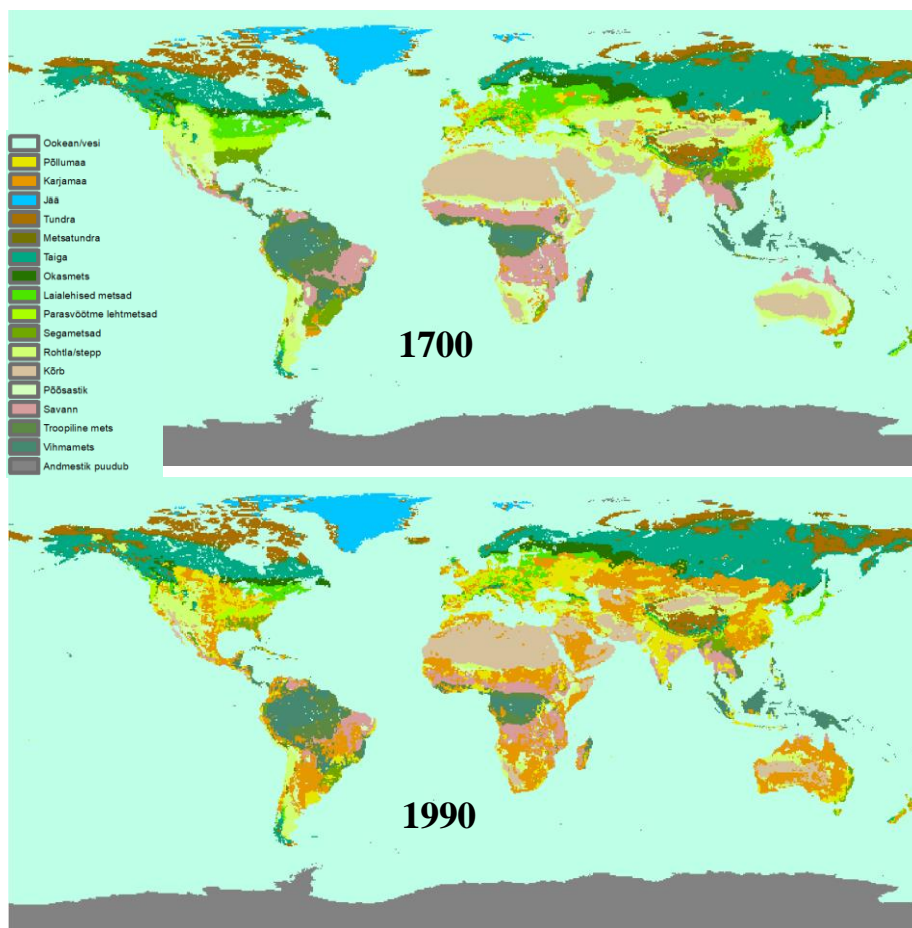 1700
Ookean/vesi
Põllumaa
Karjamaa
Jää
Tundra
Metsatundra
Taiga
Okasmets
Laialehised metsad
Parasvöötme lehtmetsad
Segametsad
Rohtla/stepp
Kõrb
Põõsastik
Savann
Troopiline mets
Vihmamets
Andmestik puudub
1990